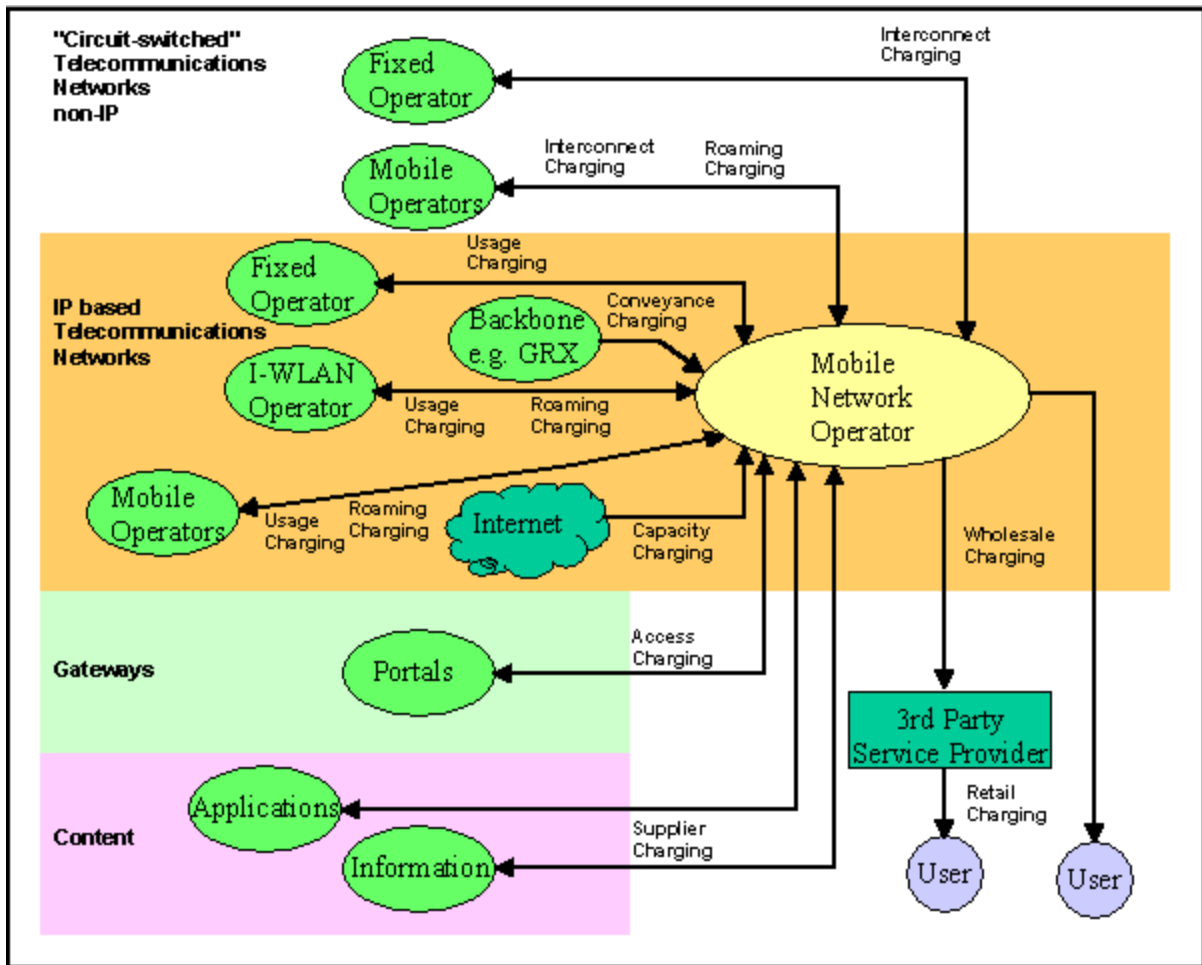 "Circuit-switched"
Telecommunications
Networks
non-IP
Fixed
Operator
Interconnect
Charging
Mobile
Operators
Interconnect
Charging
Roaming
Charging
IP based
Telecommunications
Networks
Fixed
Operator
Usage
Charging
Backbone
e.g. GRX
Conveyance
Charging
I-WLAN
Operator
Usage
Charging
Roaming
Charging
Mobile
Network
Operator
Mobile
Operators
Usage
Charging
Roaming
Charging
Internet
Capacity
Charging
Wholesale
Charging
Gateways
Portals
Access
Charging
3rd Party
Service Provider
Content
Applications
Information
Supplier
Charging
Retail
Charging
User
User